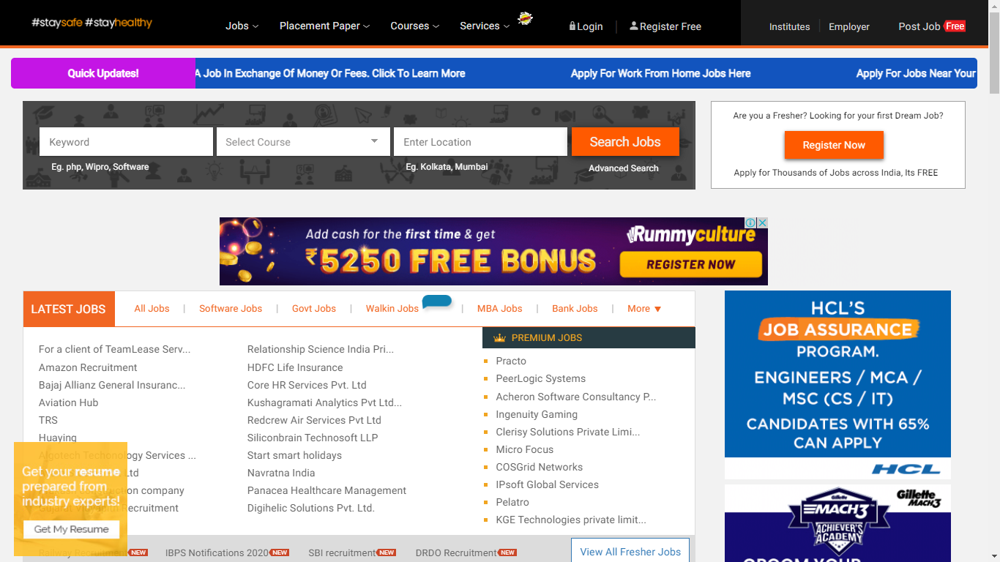 #staysafe #stayhealthy
Jobs
Placement Paper
Courses
Services
Login
Register Free
Institutes
Employer
Post Job Free
Quick Updates!
A Job In Exchange Of Money Or Fees. Click To Learn More
Apply For Work From Home Jobs Here
Apply For Jobs Near Your
Keyword
Select Course
Enter Location
Search Jobs
Eg. php, Wipro, Software
Eg. Kolkata, Mumbai
Advanced Search
Are you a Fresher? Looking for your first Dream Job?
Register Now
Apply for Thousands of Jobs across India, Its FREE
Add cash for the first time & get
₹5250 FREE BONUS
Rummyculture
REGISTER NOW
LATEST JOBS
All Jobs
Software Jobs
Govt Jobs
Walkin Jobs
MBA Jobs
Bank Jobs
More
For a client of TeamLease Serv...
Amazon Recruitment
Bajaj Allianz General Insuranc...
Aviation Hub
TRS
Huaying
Algotech Techonology Services ...
Ltd
company
Recruitment
Relationship Science India Pri...
HDFC Life Insurance
Core HR Services Pvt. Ltd
Kushagramati Analytics Pvt Ltd...
Redcrew Air Services Pvt Ltd
Siliconbrain Technosoft LLP
Start smart holidays
Navratna India
Panacea Healthcare Management
Digihelic Solutions Pvt. Ltd.
PREMIUM JOBS
Practo
PeerLogic Systems
Acheron Software Consultancy P...
Ingenuity Gaming
Clerisy Solutions Private Limi...
Micro Focus
COSGrid Networks
IPsoft Global Services
Pelatro
KGE Technologies private limit...
Get your resume
prepared from
industry experts!
Get My Resume
Railway Recruitment NEW
IBPS Notifications 2020 NEW
SBI recruitment NEW
DRDO Recruitment NEW
View All Fresher Jobs
HCL'S
JOB ASSURANCE
PROGRAM.
ENGINEERS / MCA /
MSC (CS / IT)
CANDIDATES WITH 65%
CAN APPLY
HCL
Gillette
MACH3
Gillette
MACH3
ACHIEVER'S
ACADEMY
GROOM YOUR